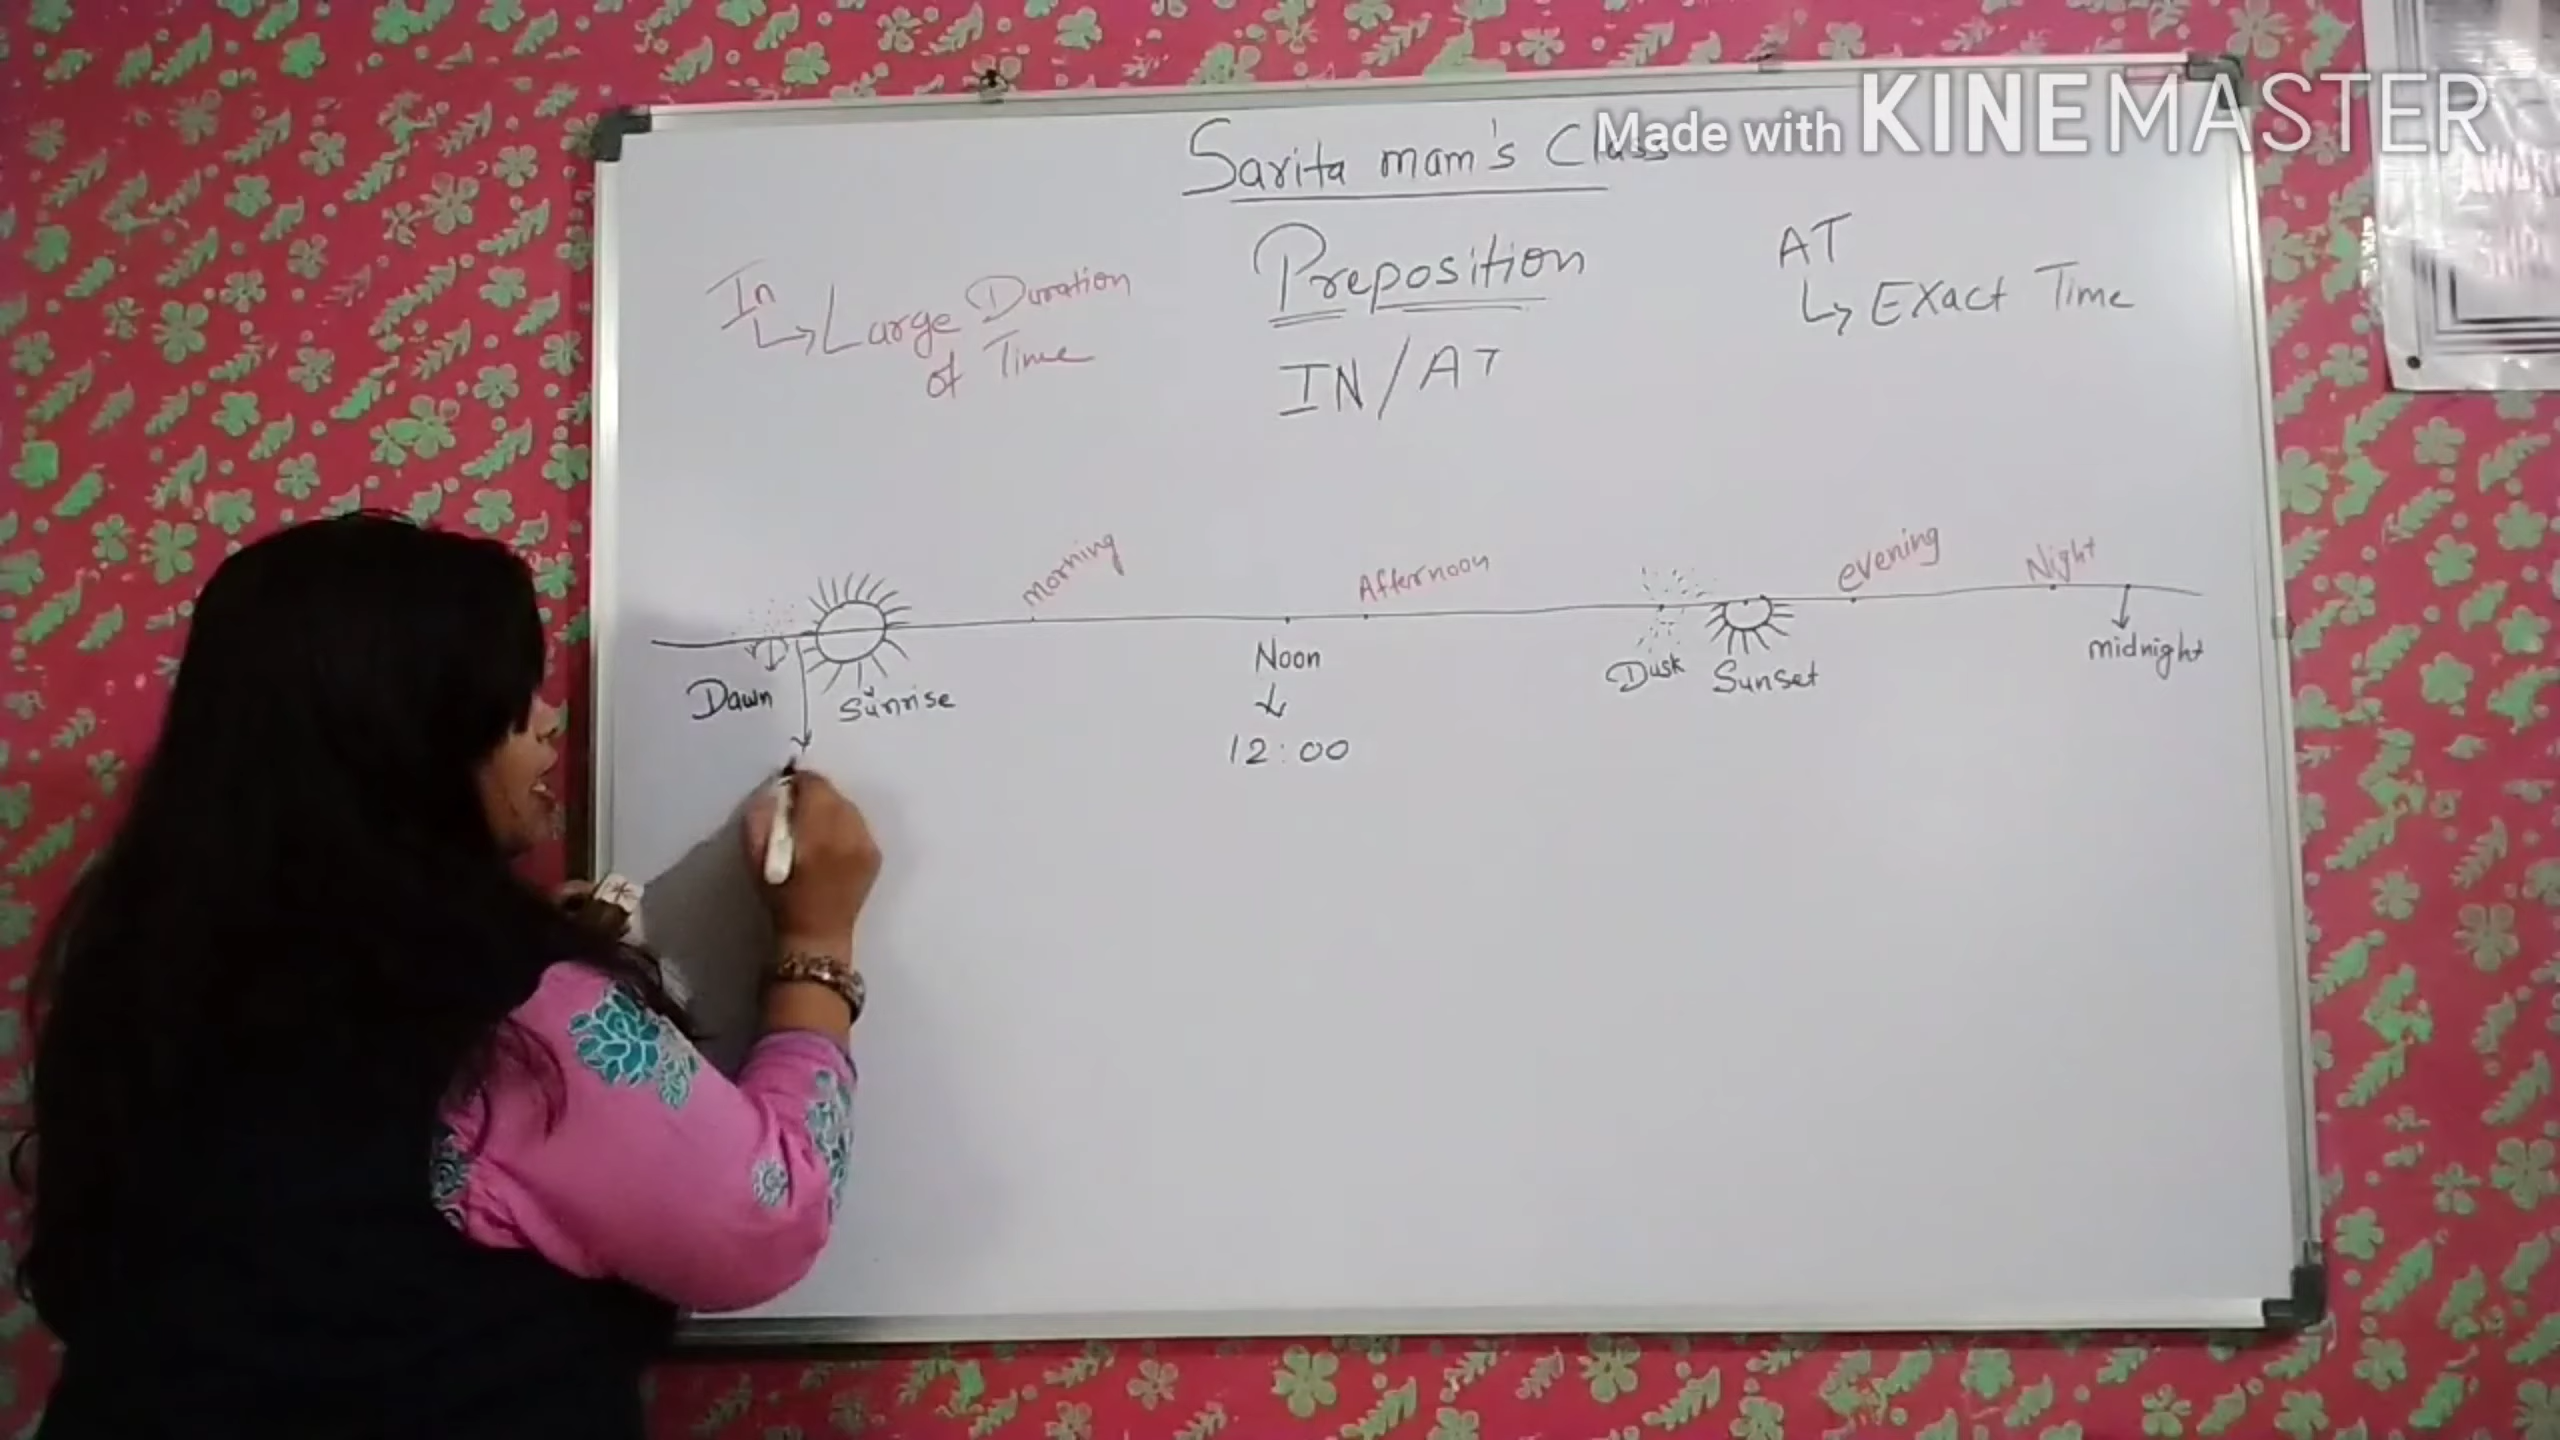 Made with KINEMASTER
Sarita mam's Class
Preposition
IN/AT
In
↳ Large Duration
of Time
AT
↳ Exact Time
morning
Afternoon
evening
Night
Dawn
Sunrise
Noon
↓
12:00
Dusk
Sunset
midnight
AWARD